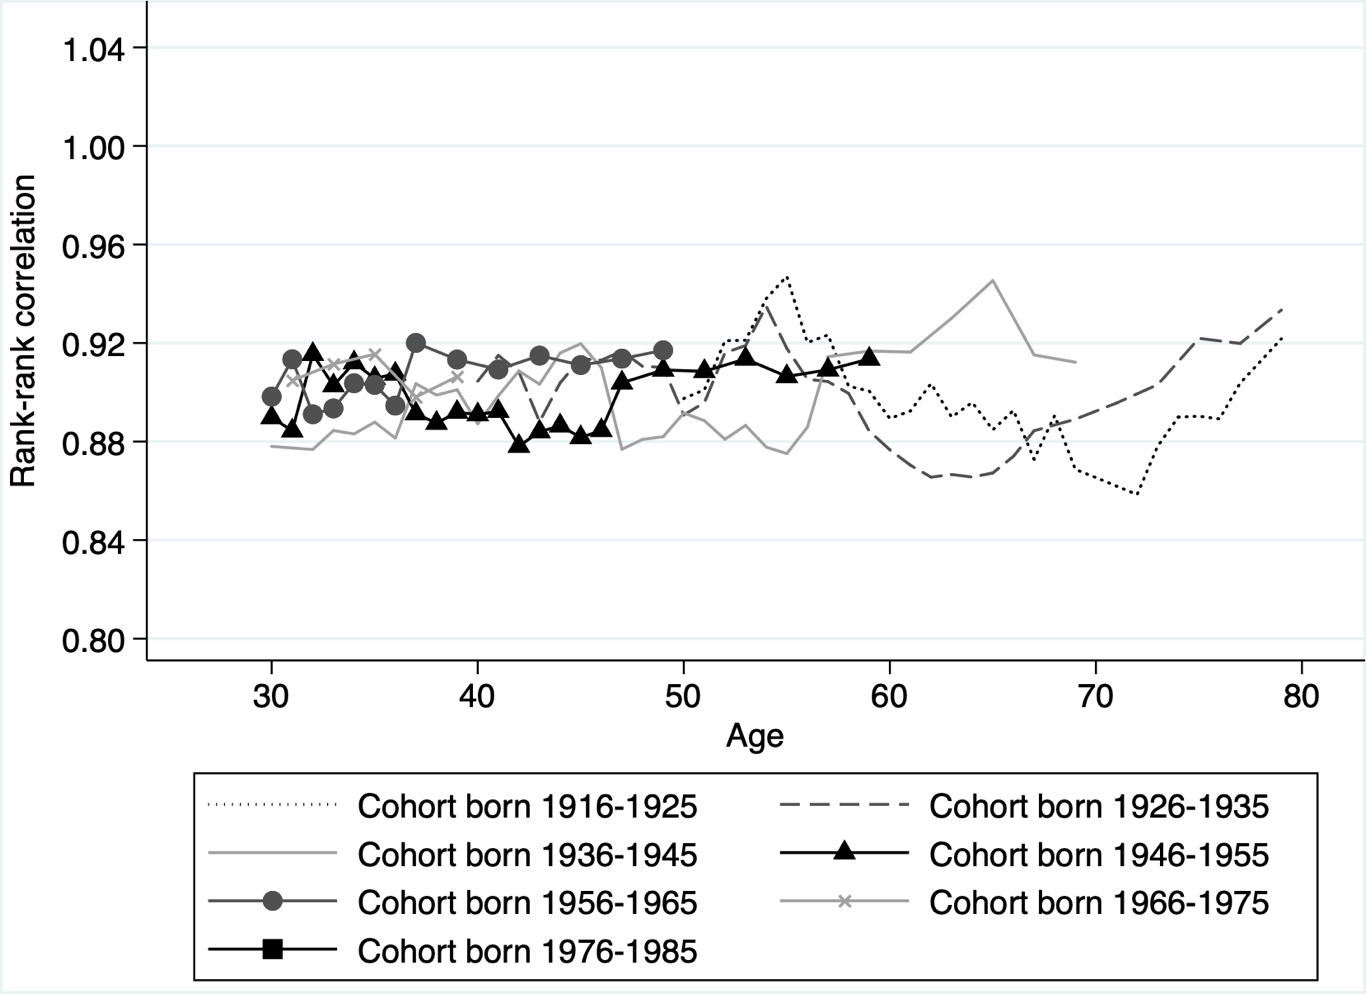 Rank-rank correlation
1.04
1.00
0.96
0.92
0.88
0.84
0.80
30 40 50 60 70 80
Age
Cohort born 1916-1925 Cohort born 1926-1935
Cohort born 1936-1945 Cohort born 1946-1955
Cohort born 1956-1965 Cohort born 1966-1975
Cohort born 1976-1985